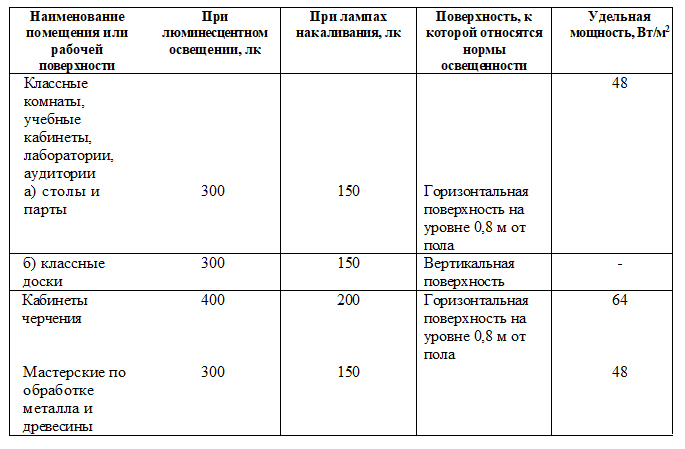 Наименование помещения или рабочей поверхности
При люминесцентном освещении, лк
При лампах накаливания, лк
Поверхность, к которой относятся нормы освещенности
Удельная мощность, Вт/м2
Классные
комнаты,
учебные
кабинеты,
лаборатории,
аудитории
48
а) столы и
парты
300
150
Горизонтальная
поверхность на
уровне 0,8 м от
пола
б) классные
доски
300
150
Вертикальная
поверхность
-
Кабинеты
черчения
400
200
Горизонтальная
поверхность на
уровне 0,8 м от
пола
64
Мастерские по
обработке
металла и
древесины
300
150
48